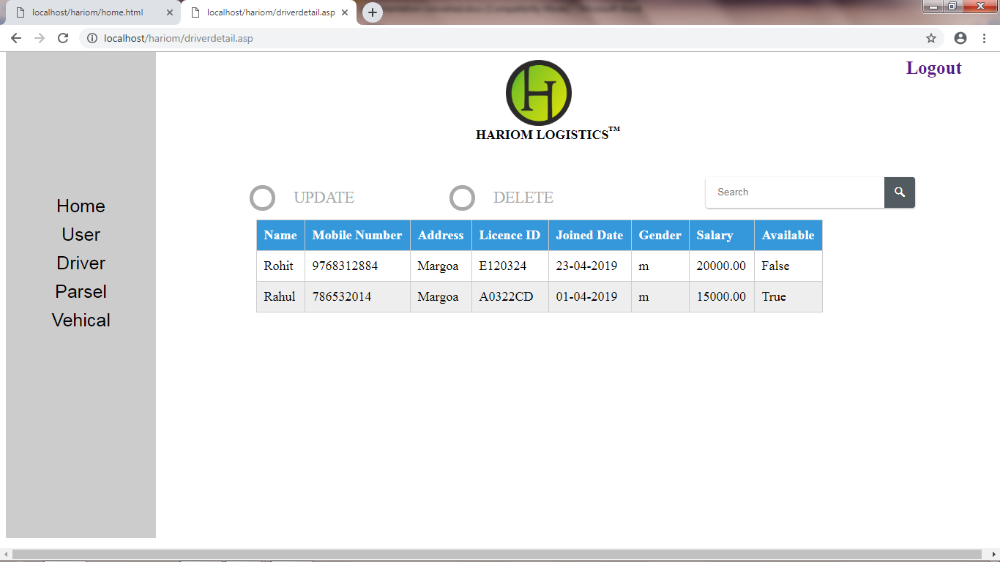 localhost/hariom/home.html
localhost/hariom/driverdetail.asp
localhost/hariom/driverdetail.asp
Logout
H
HARIOM LOGISTICS™
Home
User
Driver
Parsel
Vehical
UPDATE DELETE Search
Name Mobile Number Address Licence ID Joined Date Gender Salary Available
Rohit 9768312884 Margoa E120324 23-04-2019 m 20000.00 False
Rahul 786532014 Margoa A0322CD 01-04-2019 m 15000.00 True